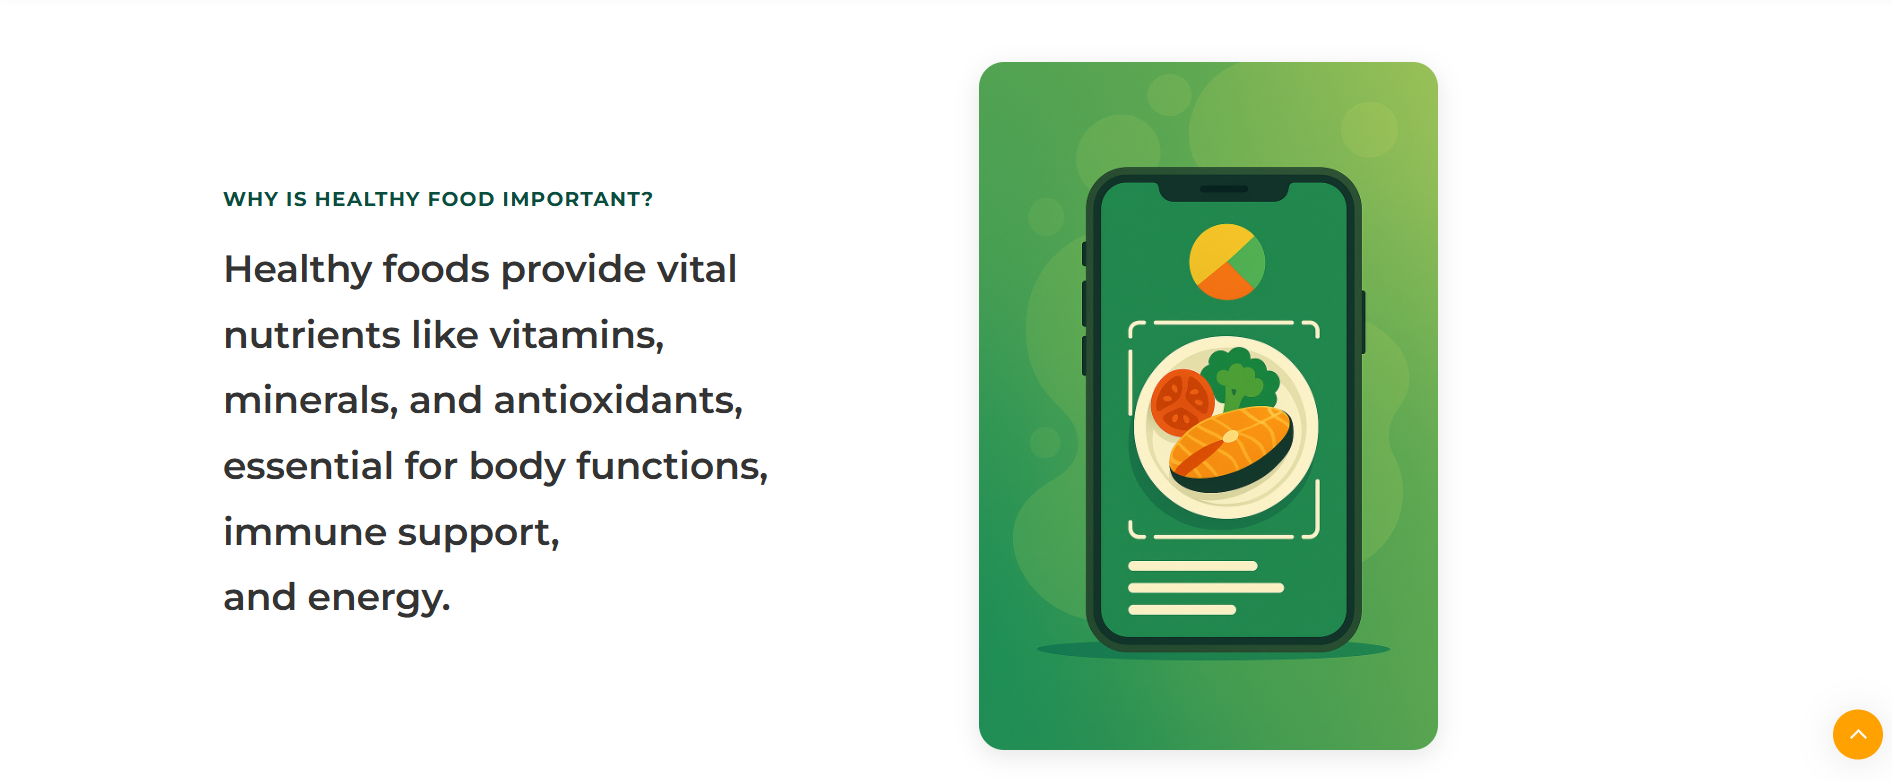 WHY IS HEALTHY FOOD IMPORTANT?
Healthy foods provide vital
nutrients like vitamins,
minerals, and antioxidants,
essential for body functions,
immune support,
and energy.